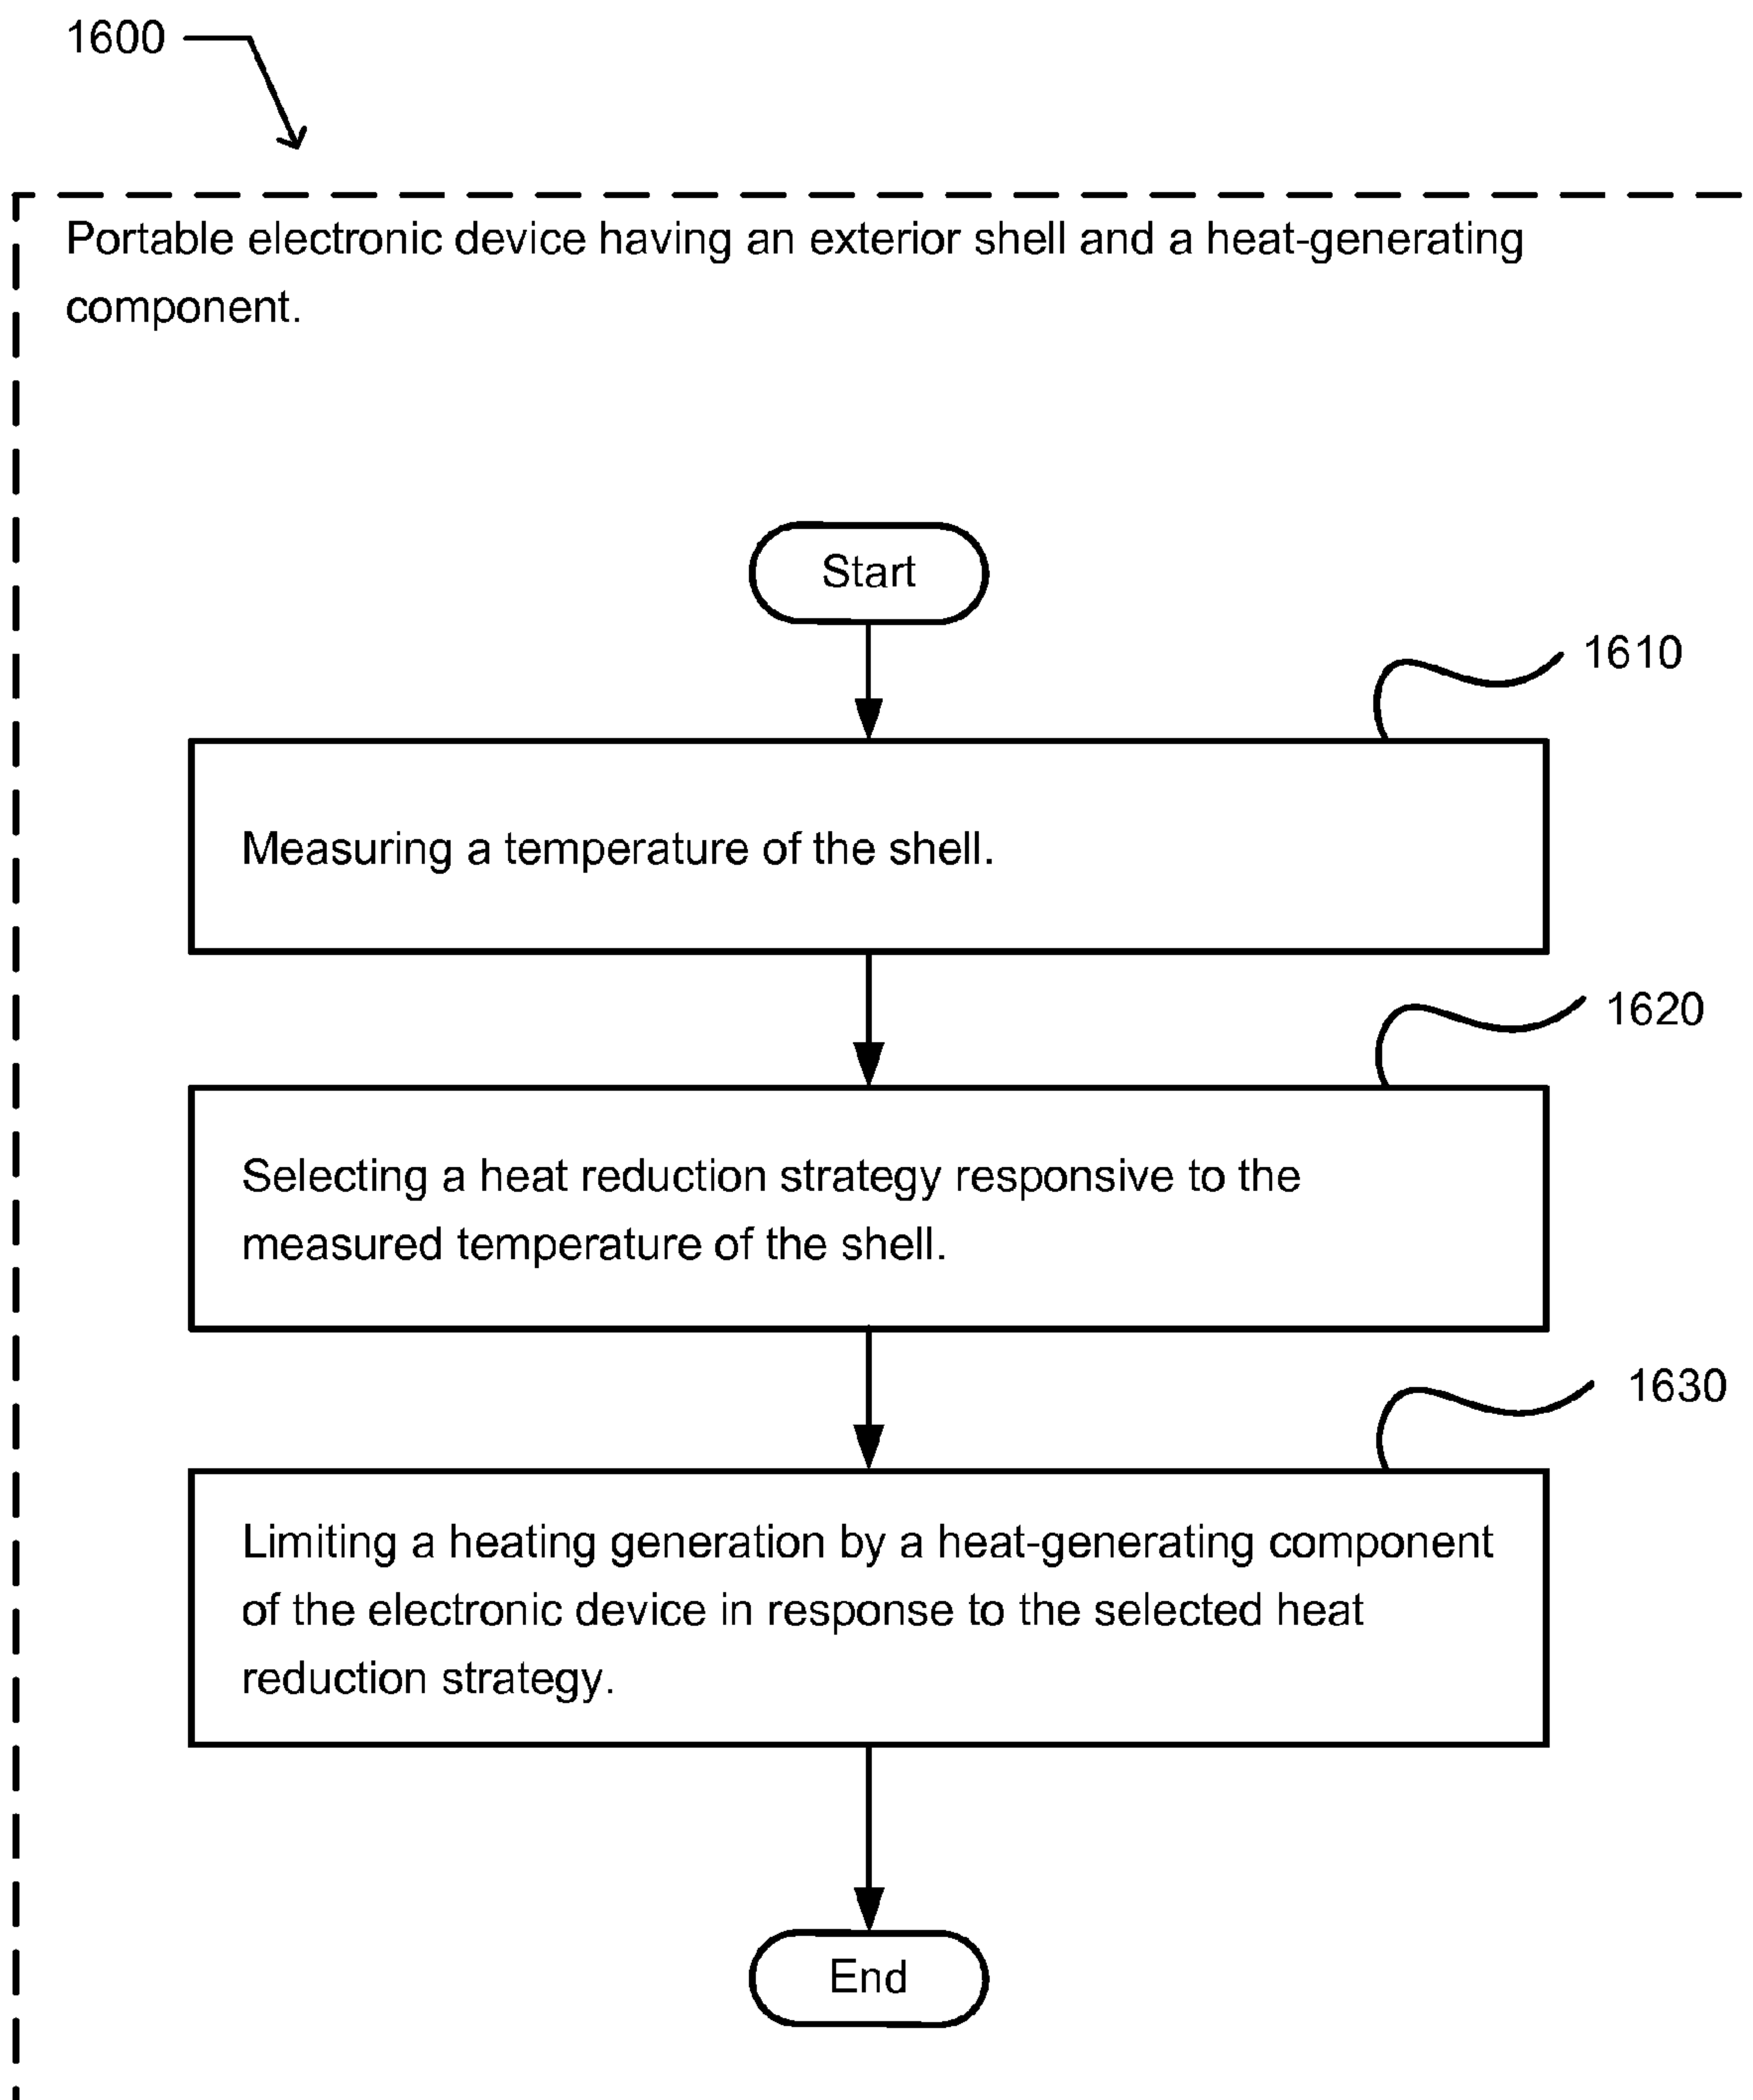 1600
Portable electronic device having an exterior shell and a heat-generating
component.
Start
1610
Measuring a temperature of the shell.
1620
Selecting a heat reduction strategy responsive to the
measured temperature of the shell.
1630
Limiting a heating generation by a heat-generating component
of the electronic device in response to the selected heat
reduction strategy.
End